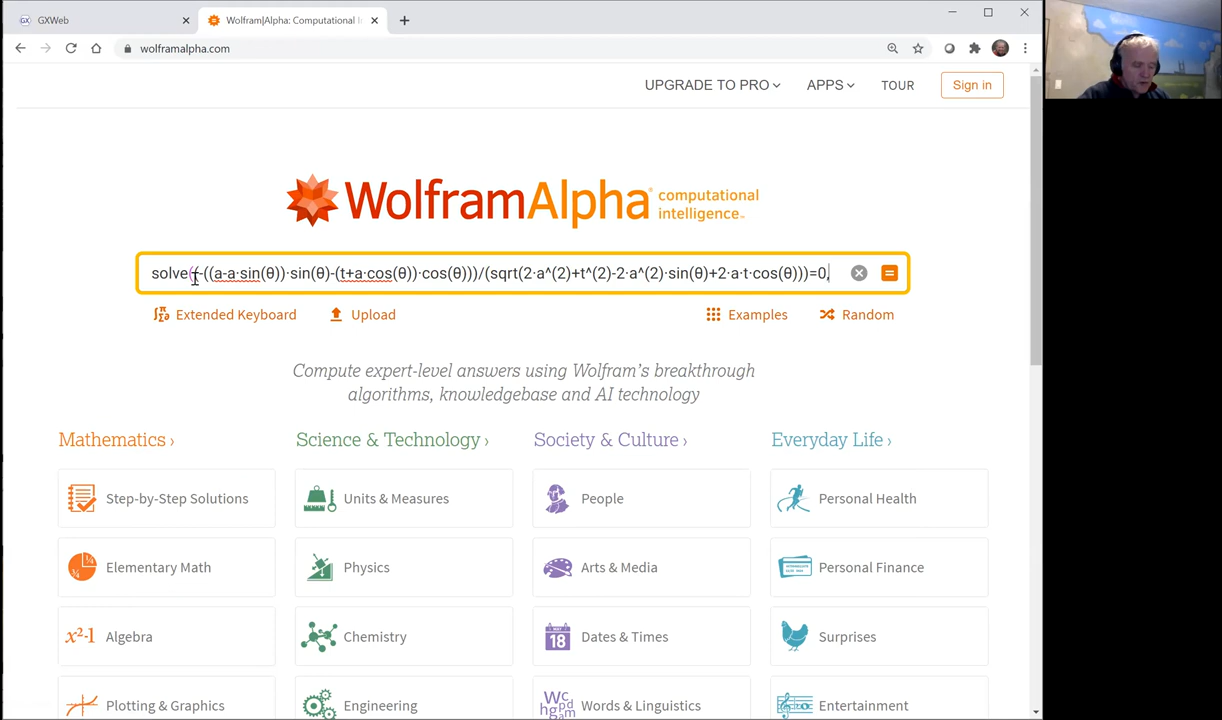 GXWeb
Wolfram|Alpha: Computational I
wolframalpha.com
UPGRADE TO PRO
APPS
TOUR
Sign in
WolframAlpha computational intelligence™
solve(-((a-a·sin(θ))·sin(θ)-(t+a·cos(θ))·cos(θ)))/(sqrt(2·a^(2)+t^(2)-2·a^(2)·sin(θ)+2·a·t·cos(θ)))=0,
Extended Keyboard
Upload
Examples
Random
Compute expert-level answers using Wolfram's breakthrough
algorithms, knowledgebase and AI technology
Mathematics ›
Science & Technology ›
Society & Culture ›
Everyday Life ›
Step-by-Step Solutions
Units & Measures
People
Personal Health
Elementary Math
Physics
Arts & Media
Personal Finance
x²-1 Algebra
Chemistry
18 Dates & Times
Surprises
Plotting & Graphics
Engineering
Words & Linguistics
Entertainment